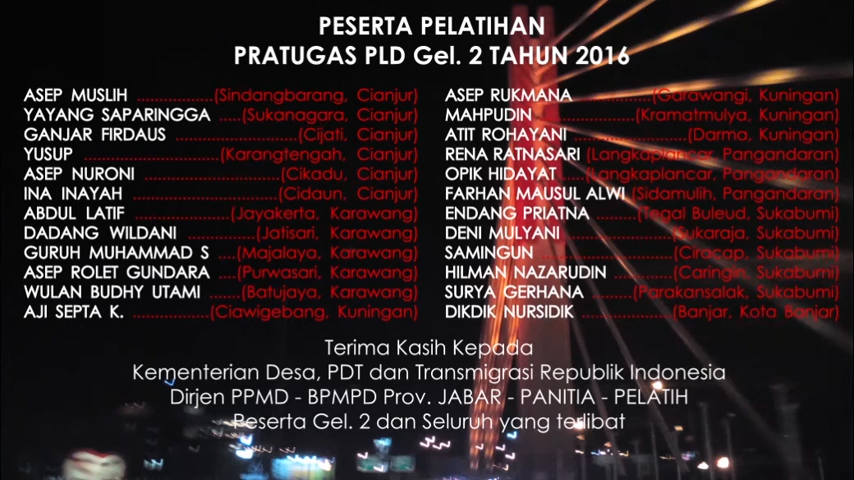 PESERTA PELATIHAN
PRATUGAS PLD Gel. 2 TAHUN 2016
ASEP MUSLIH .................(Sindangbarang, Cianjur)
YAYANG SAPARINGGA .....(Sukanagara, Cianjur)
GANJAR FIRDAUS ...........................(Cijati, Cianjur)
YUSUP ..............................(Karangtengah, Cianjur)
ASEP NURONI ................................(Cikadu, Cianjur)
INA INAYAH ..................................(Cidaun, Cianjur)
ABDUL LATIF .......................(Jayakerta, Karawang)
DADANG WILDANI .................(Jatisari, Karawang)
GURUH MUHAMMAD S ......(Majalaya, Karawang)
ASEP ROLET GUNDARA ....(Purwasari, Karawang)
WULAN BUDHY UTAMI .......(Batujaya, Karawang)
AJI SEPTA K. .................(Ciawigebang, Kuningan)
ASEP RUKMANA ..................(Garawangi, Kuningan)
MAHPUDIN .......................(Kramatmulya, Kuningan)
ATIT ROHAYANI ...........................(Darma, Kuningan)
RENA RATNASARI (Langkaplancar, Pangandaran)
OPIK HIDAYAT ......(Langkaplancar, Pangandaran)
FARHAN MAUSUL ALWI (Sidamulih, Pangandaran)
ENDANG PRIATNA .........(Tegal Buleud, Sukabumi)
DENI MULYANI .........................(Sukaraja, Sukabumi)
SAMINGUN ..............................(Ciracap, Sukabumi)
HILMAN NAZARUDIN ...............(Caringin, Sukabumi)
SURYA GERHANA .........(Parakansalak, Sukabumi)
DIKDIK NURSIDIK ......................(Banjar, Kota Banjar)
Terima Kasih Kepada
Kementerian Desa, PDT dan Transmigrasi Republik Indonesia
Dirjen PPMD - BPMPD Prov. JABAR - PANITIA - PELATIH
Peserta Gel. 2 dan Seluruh yang terlibat